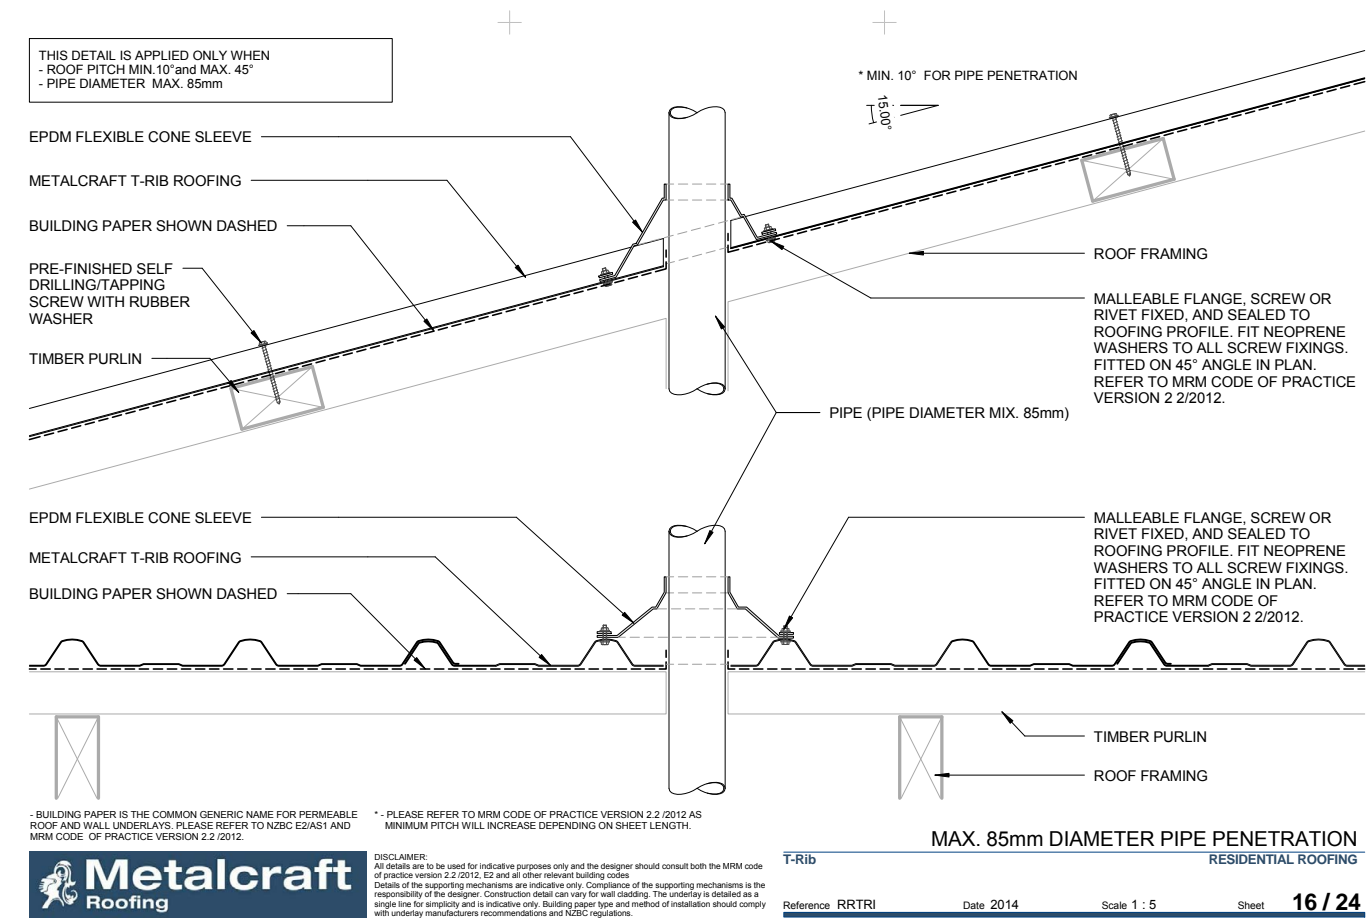 THIS DETAIL IS APPLIED ONLY WHEN
- ROOF PITCH MIN.10°and MAX. 45°
- PIPE DIAMETER MAX. 85mm
* MIN. 10° FOR PIPE PENETRATION
15.00°
EPDM FLEXIBLE CONE SLEEVE
METALCRAFT T-RIB ROOFING
BUILDING PAPER SHOWN DASHED
PRE-FINISHED SELF
DRILLING/TAPPING
SCREW WITH RUBBER
WASHER
TIMBER PURLIN
ROOF FRAMING
MALLEABLE FLANGE, SCREW OR
RIVET FIXED, AND SEALED TO
ROOFING PROFILE. FIT NEOPRENE
WASHERS TO ALL SCREW FIXINGS.
FITTED ON 45° ANGLE IN PLAN.
REFER TO MRM CODE OF PRACTICE
VERSION 2 2/2012.
PIPE (PIPE DIAMETER MIX. 85mm)
EPDM FLEXIBLE CONE SLEEVE
METALCRAFT T-RIB ROOFING
BUILDING PAPER SHOWN DASHED
MALLEABLE FLANGE, SCREW OR
RIVET FIXED, AND SEALED TO
ROOFING PROFILE. FIT NEOPRENE
WASHERS TO ALL SCREW FIXINGS.
FITTED ON 45° ANGLE IN PLAN.
REFER TO MRM CODE OF
PRACTICE VERSION 2 2/2012.
TIMBER PURLIN
ROOF FRAMING
- BUILDING PAPER IS THE COMMON GENERIC NAME FOR PERMEABLE
ROOF AND WALL UNDERLAYS. PLEASE REFER TO NZBC E2/AS1 AND
MRM CODE OF PRACTICE VERSION 2.2 /2012.
* - PLEASE REFER TO MRM CODE OF PRACTICE VERSION 2.2 /2012 AS
MINIMUM PITCH WILL INCREASE DEPENDING ON SHEET LENGTH.
Metalcraft
Roofing
DISCLAIMER:
All details are to be used for indicative purposes only and the designer should consult both the MRM code
of practice version 2.2 /2012, E2 and all other relevant building codes
Details of the supporting mechanisms are indicative only. Compliance of the supporting mechanisms is the
responsibility of the designer. Construction detail can vary for wall cladding. The underlay is detailed as a
single line for simplicity and is indicative only. Building paper type and method of installation should comply
with underlay manufacturers recommendations and NZBC regulations.
MAX. 85mm DIAMETER PIPE PENETRATION
T-Rib RESIDENTIAL ROOFING
Reference RRTRI Date 2014 Scale 1 : 5 Sheet 16 / 24